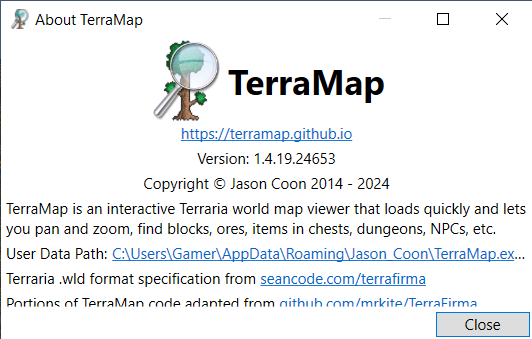 About TerraMap
TerraMap
https://terramap.github.io
Version: 1.4.19.24653
Copyright © Jason Coon 2014 - 2024
TerraMap is an interactive Terraria world map viewer that loads quickly and lets
you pan and zoom, find blocks, ores, items in chests, dungeons, NPCs, etc.
User Data Path: C:\Users\Gamer\AppData\Roaming\Jason_Coon\TerraMap.ex...
Terraria .wld format specification from seancode.com/terrafirma
Portions of TerraMap code adapted from github.com/mrkite/TerraFirma
Close